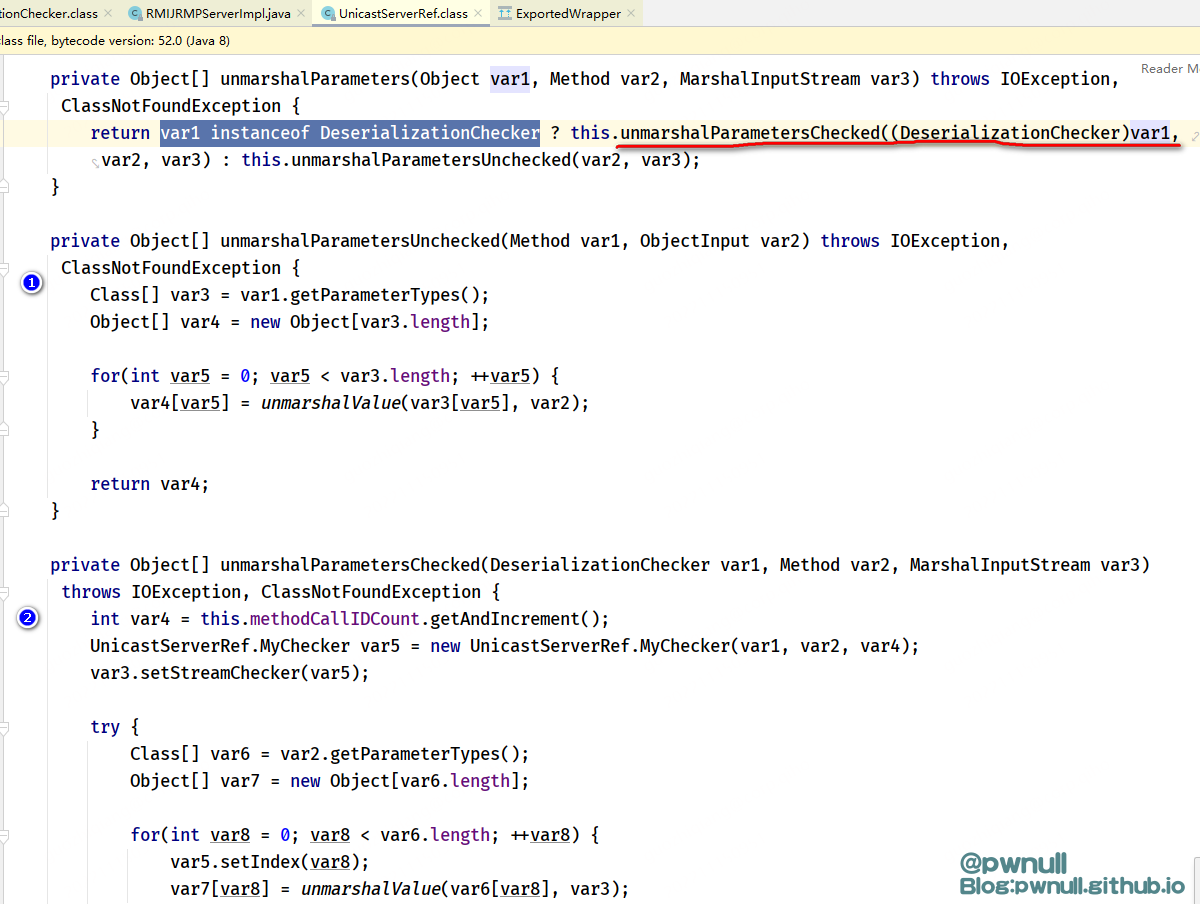 tionChecker.class × RMIJRMPServerImpl.java × UnicastServerRef.class × ExportedWrapper ×
class file, bytecode version: 52.0 (Java 8)
Reader M
private Object[] unmarshalParameters(Object var1, Method var2, MarshalInputStream var3) throws IOException,
ClassNotFoundException {
return var1 instanceof DeserializationChecker ? this.unmarshalParametersChecked((DeserializationChecker)var1,
var2, var3) : this.unmarshalParametersUnchecked(var2, var3);
}
private Object[] unmarshalParametersUnchecked(Method var1, ObjectInput var2) throws IOException,
ClassNotFoundException {
1
Class[] var3 = var1.getParameterTypes();
Object[] var4 = new Object[var3.length];
for(int var5 = 0; var5 < var3.length; ++var5) {
var4[var5] = unmarshalValue(var3[var5], var2);
}
return var4;
}
private Object[] unmarshalParametersChecked(DeserializationChecker var1, Method var2, MarshalInputStream var3)
throws IOException, ClassNotFoundException {
2
int var4 = this.methodCallIDCount.getAndIncrement();
UnicastServerRef.MyChecker var5 = new UnicastServerRef.MyChecker(var1, var2, var4);
var3.setStreamChecker(var5);
try {
Class[] var6 = var2.getParameterTypes();
Object[] var7 = new Object[var6.length];
for(int var8 = 0; var8 < var6.length; ++var8) {
var5.setIndex(var8);
var7[var8] = unmarshalValue(var6[var8], var3);
@pwnull
Blog:pwnull.github.io